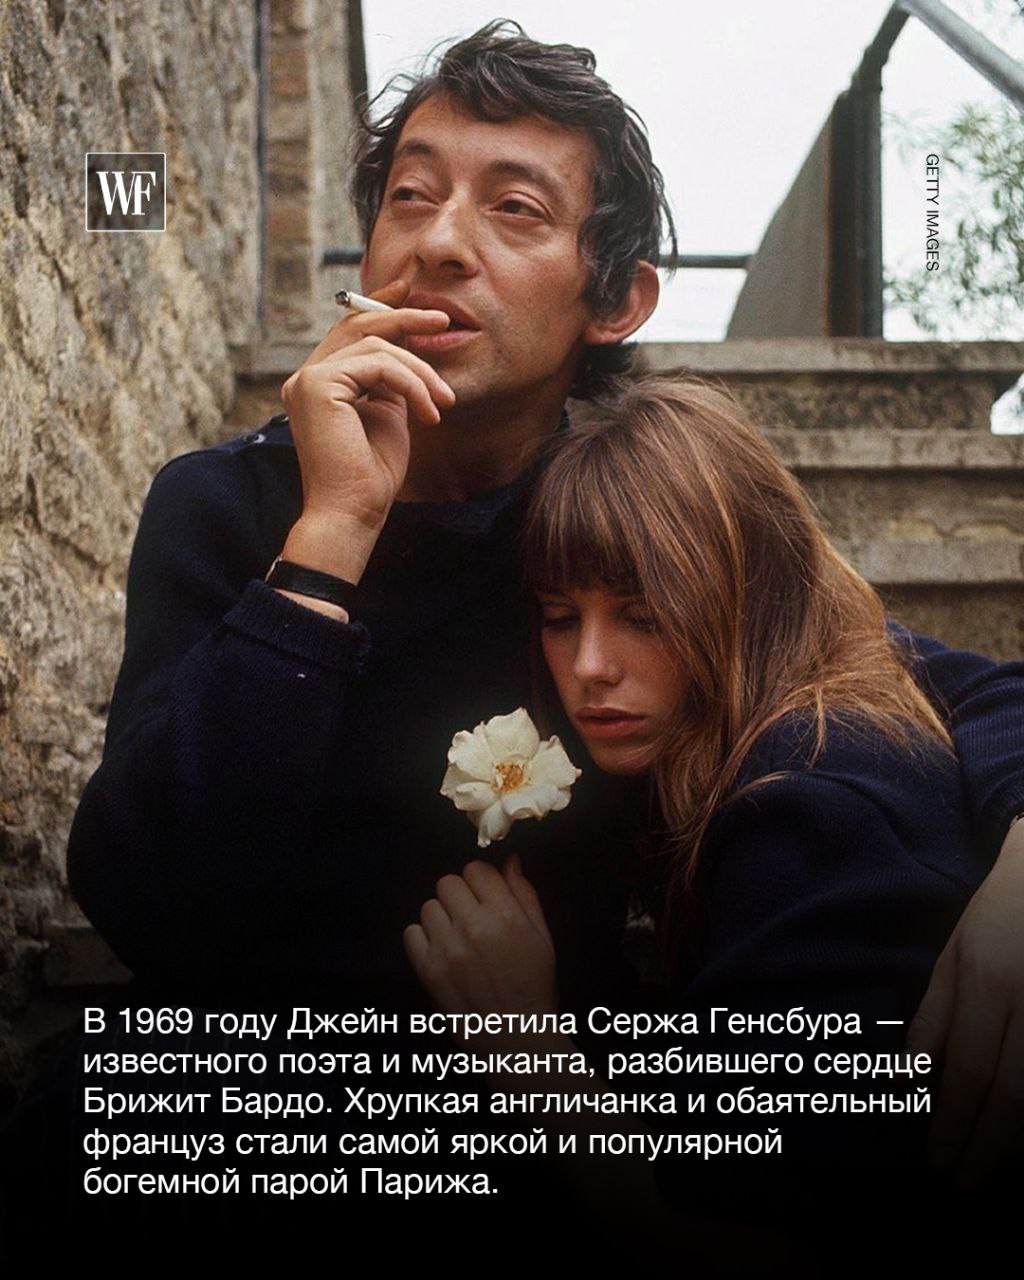 WF
GETTY IMAGES
В 1969 году Джейн встретила Сержа Генсбура —
известного поэта и музыканта, разбившего сердце
Брижит Бардо. Хрупкая англичанка и обаятельный
француз стали самой яркой и популярной
богемной парой Парижа.